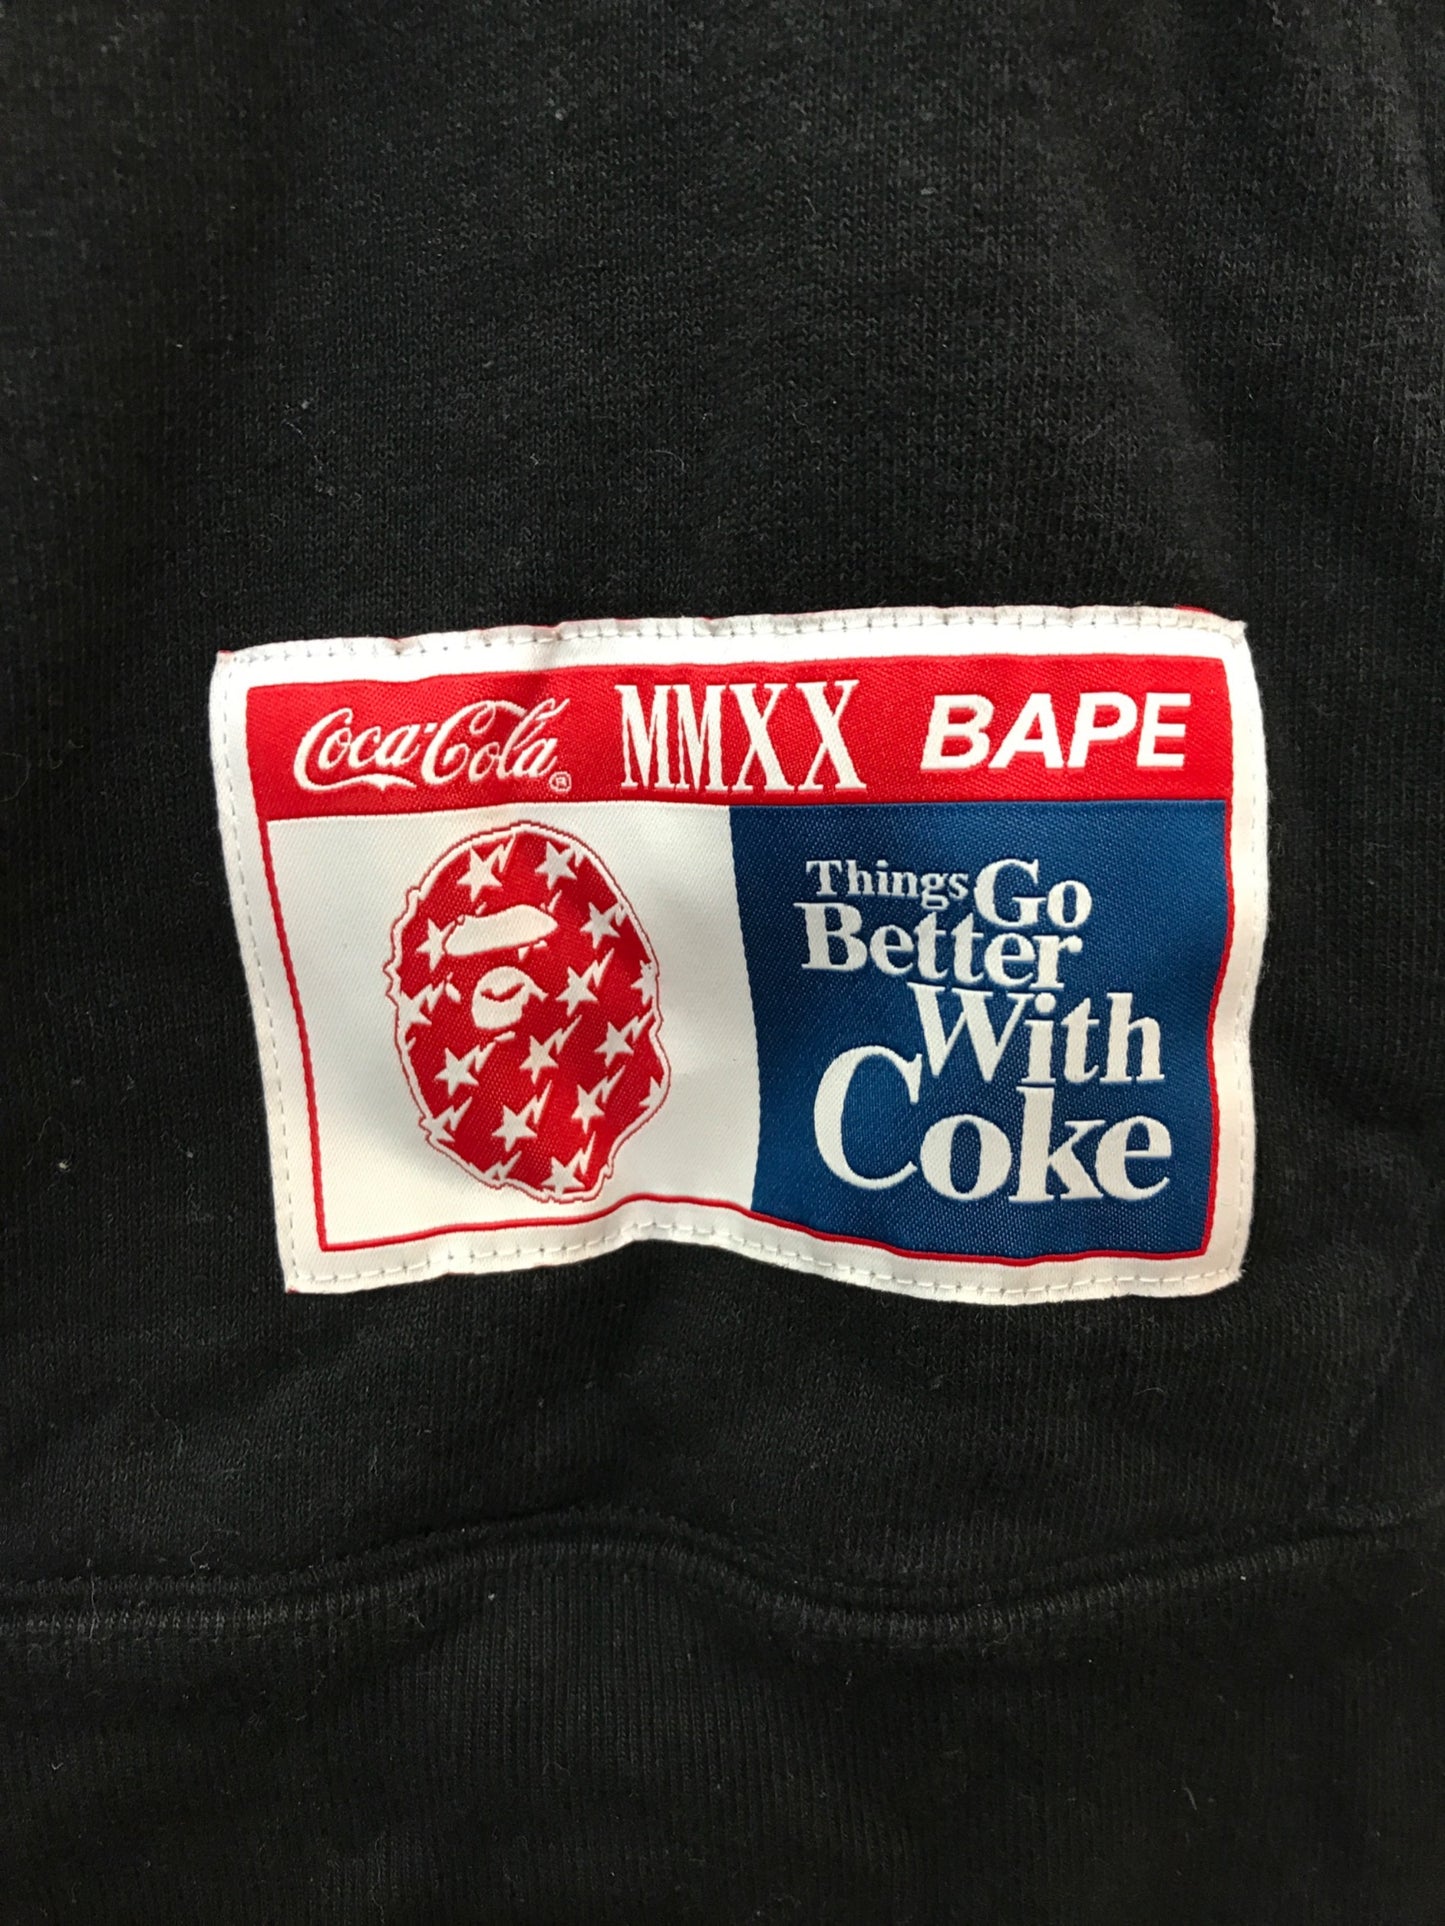 Coca-Cola® MMXX BAPE
Things Go
Better
With
Coke